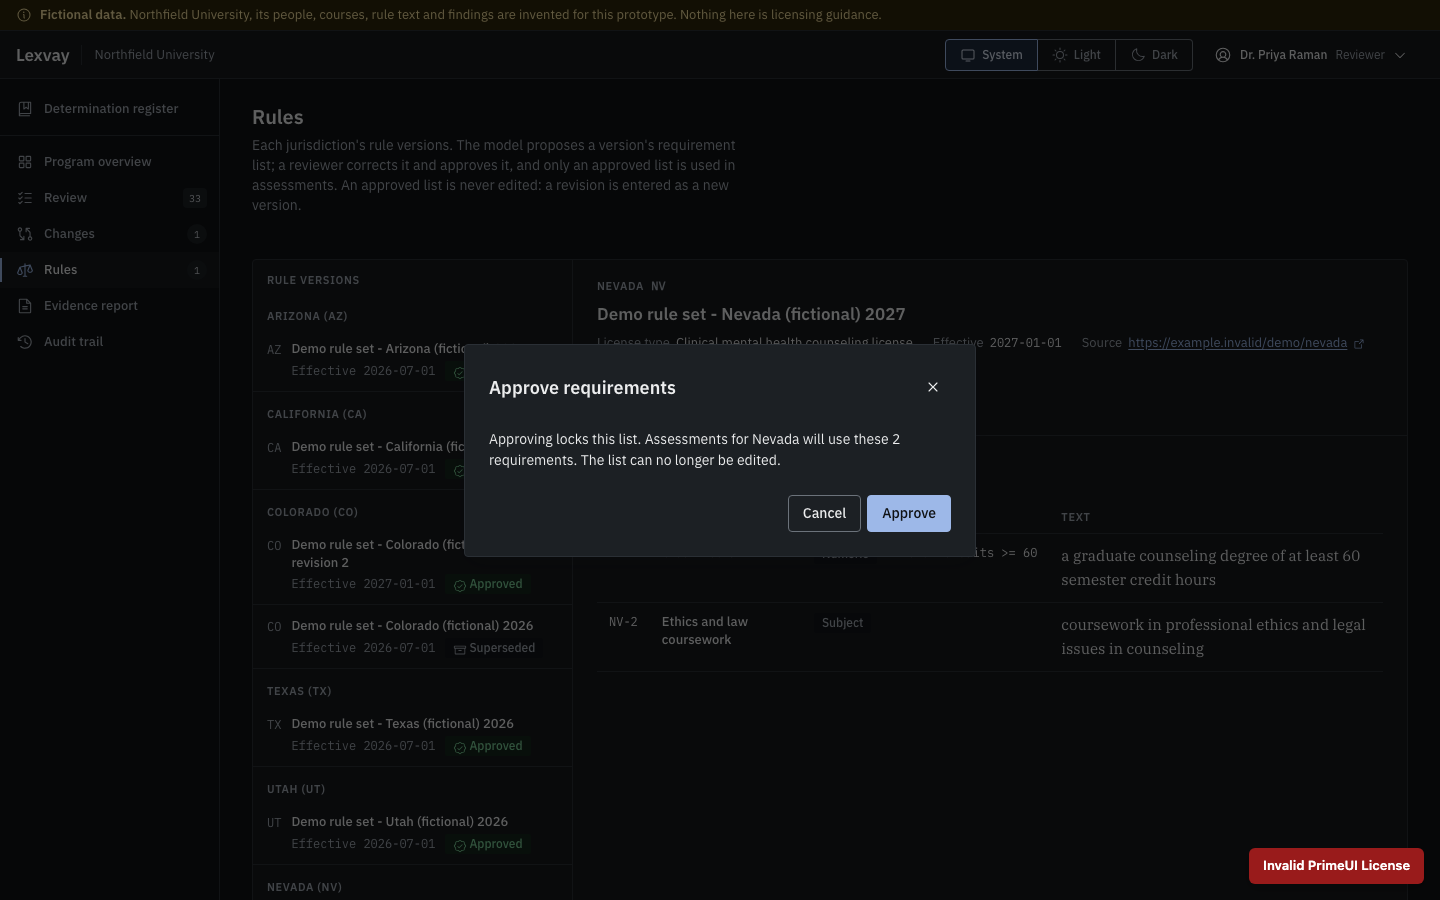 Fictional data. Northfield University, its people, courses, rule text and findings are invented for this prototype. Nothing here is licensing guidance.
Lexvay
Northfield University
System
Light
Dark
Dr. Priya Raman
Reviewer
Determination register
Program overview
Review
33
Changes
1
Rules
1
Evidence report
Audit trail
Rules
Each jurisdiction's rule versions. The model proposes a version's requirement
list; a reviewer corrects it and approves it, and only an approved list is used in
assessments. An approved list is never edited: a revision is entered as a new
version.
RULE VERSIONS
ARIZONA (AZ)
AZ Demo rule set - Arizona
Effective 2026-07-01
CALIFORNIA (CA)
CA Demo rule set - California
Effective 2026-07-01
COLORADO (CO)
CO Demo rule set - Colorado
revision 2
Effective 2027-01-01 Approved
CO Demo rule set - Colorado (fictional) 2026
Effective 2026-07-01 Superseded
TEXAS (TX)
TX Demo rule set - Texas (fictional) 2026
Effective 2026-07-01 Approved
UTAH (UT)
UT Demo rule set - Utah (fictional) 2026
Effective 2026-07-01 Approved
NEVADA (NV)
NEVADA NV
Demo rule set - Nevada (fictional) 2027
License type Clinical mental health counseling license Effective 2027-01-01 Source https://example.invalid/demo/nevada
Approve requirements
Approving locks this list. Assessments for Nevada will use these 2
requirements. The list can no longer be edited.
Cancel
Approve
TEXT
>= 60
a graduate counseling degree of at least 60
semester credit hours
NV-2
Ethics and law
coursework
Subject
coursework in professional ethics and legal
issues in counseling
Invalid PrimeUI License